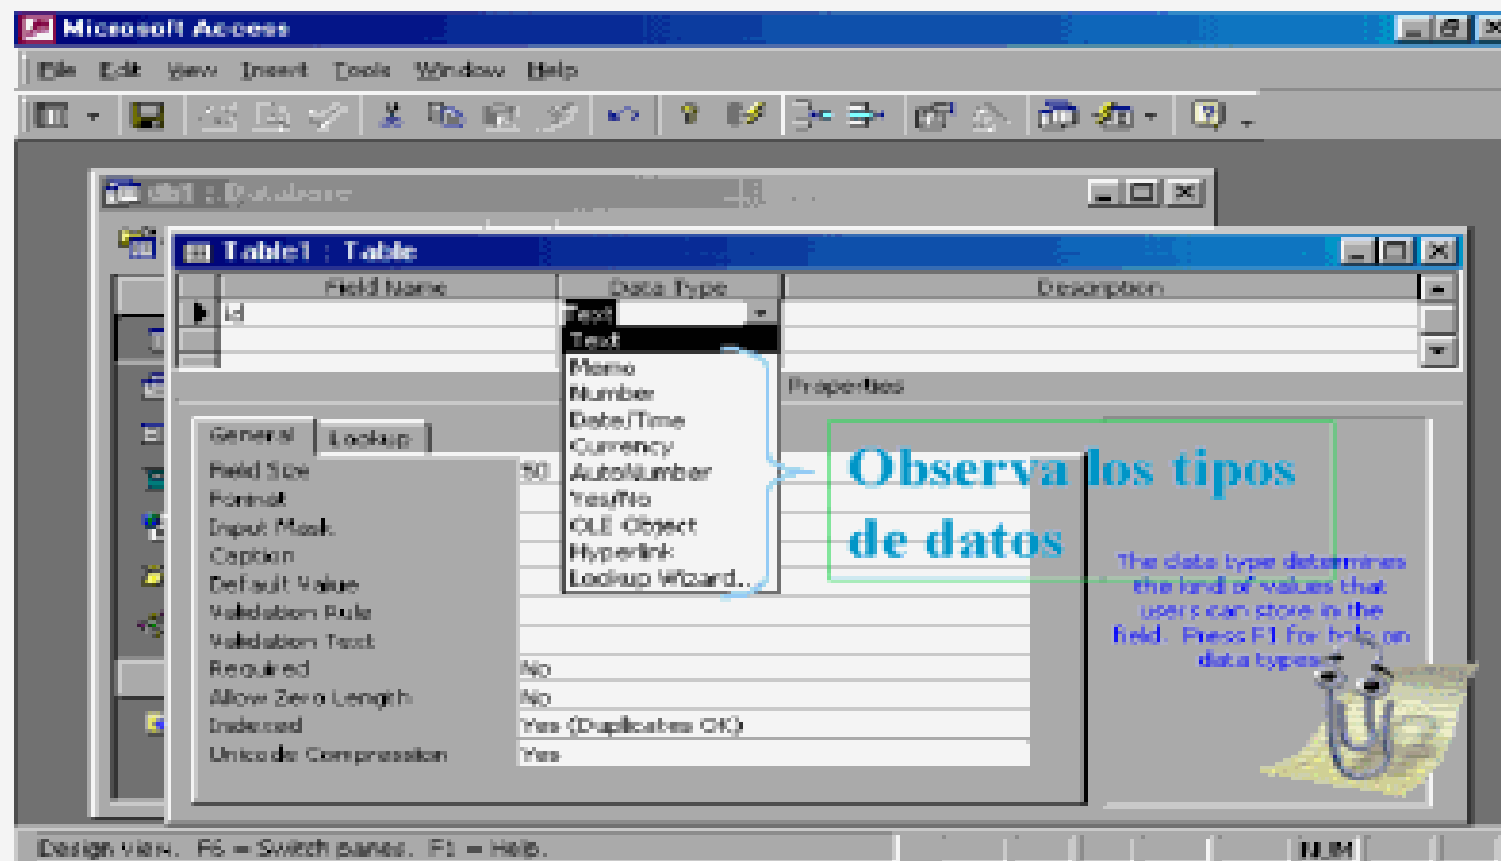 Microsoft Access
File Edit View Insert Tools Window Help
db1 : Database
Table1 : Table
Field Name Data Type Description
id Text
Text
Memo
Number
Date/Time
Currency
AutoNumber
Yes/No
OLE Object
Hyperlink
Lookup Wizard...
Properties
General Lookup
Field Size 50
Format
Input Mask
Caption
Default Value
Validation Rule
Validation Text
Required No
Allow Zero Length No
Indexed Yes (Duplicates OK)
Unicode Compression Yes
Observa los tipos
de datos
The data type determines
the kind of values that
users can store in the
field. Press F1 for help on
data types.
Design view. F6 = Switch panes. F1 = Help.
NUM